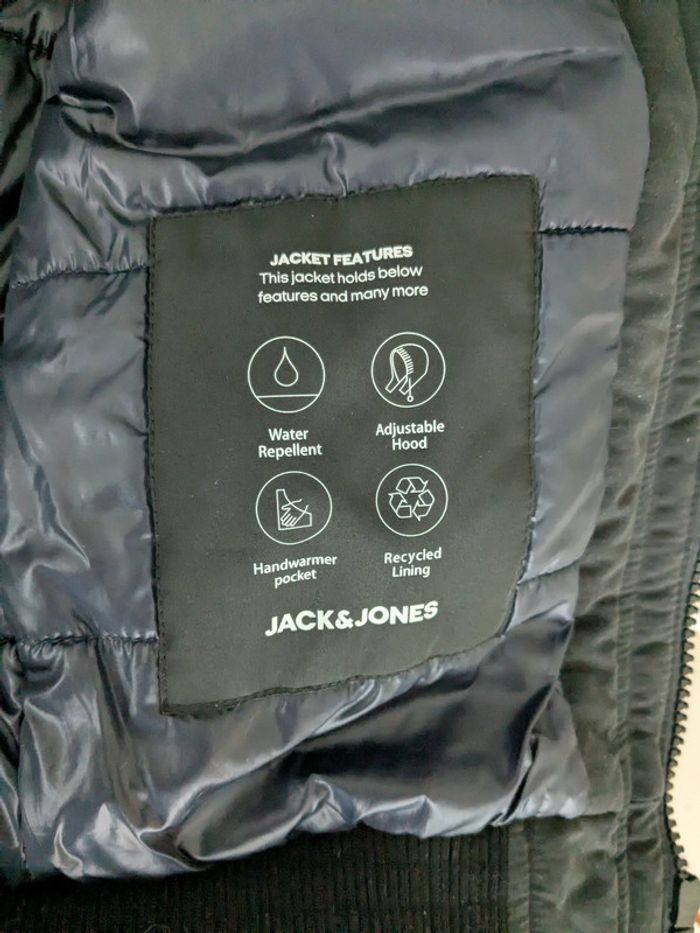 JACKET FEATURES
This jacket holds below
features and many more
Water
Repellent
Adjustable
Hood
Handwarmer
pocket
Recycled
Lining
JACK&JONES